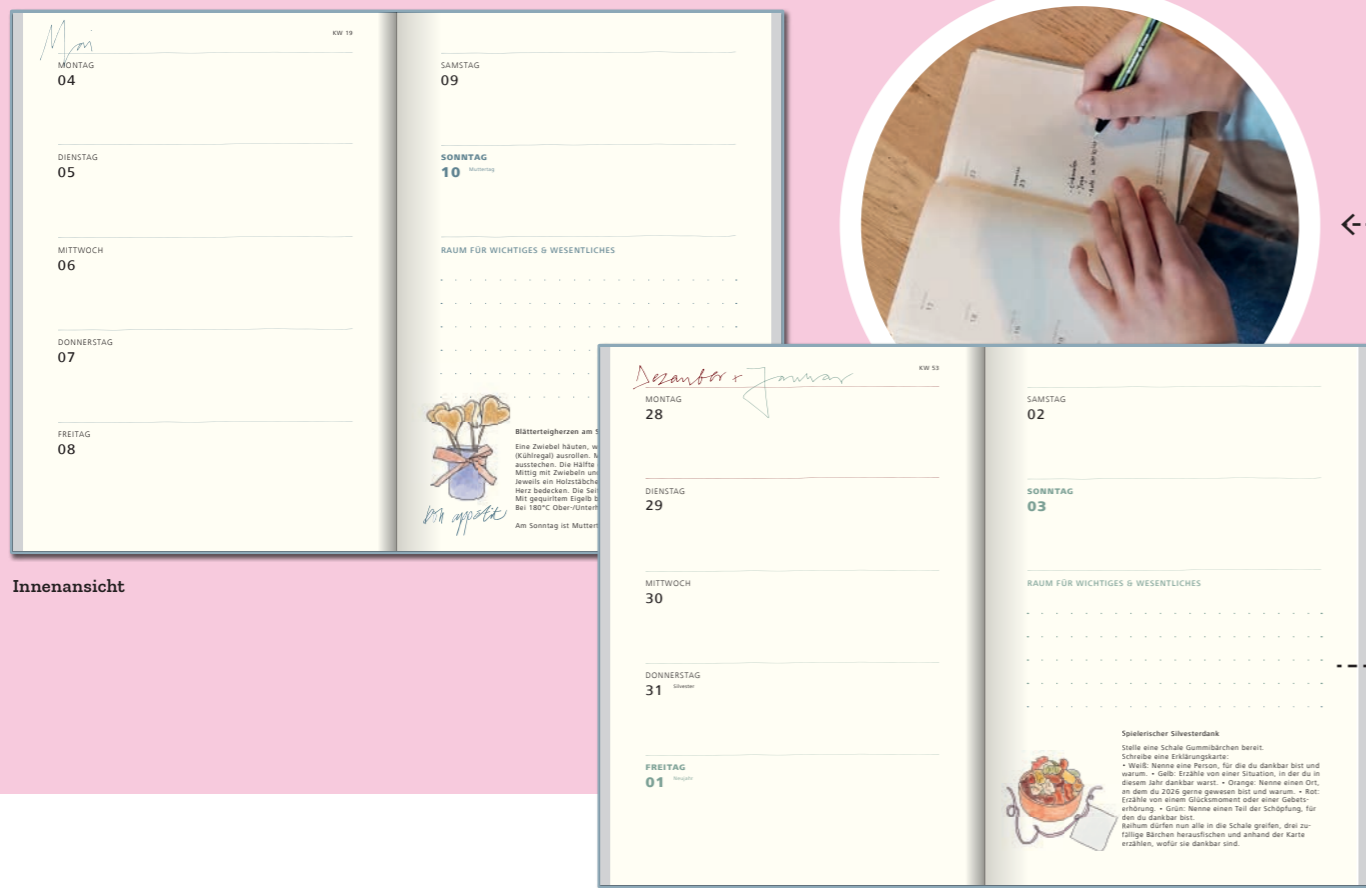 Mai
KW 19
MONTAG
04
DIENSTAG
05
MITTWOCH
06
DONNERSTAG
07
FREITAG
08
SAMSTAG
09
SONNTAG
10 Muttertag
RAUM FÜR WICHTIGES & WESENTLICHES
Blätterteigherzen am S
Eine Zwiebel häuten, w
(Kühlregal) ausrollen. M
ausstechen. Die Hälfte
Mittig mit Zwiebeln und
Jeweils ein Holzstäbche
Herz bedecken. Die Seit
Mit gequirltem Eigelb b
Bei 180°C Ober-/Unterh
Am Sonntag ist Muttert
bon appétit
Innenansicht
Dezember + Januar
KW 53
MONTAG
28
DIENSTAG
29
MITTWOCH
30
DONNERSTAG
31 Silvester
FREITAG
01 Neujahr
SAMSTAG
02
SONNTAG
03
RAUM FÜR WICHTIGES & WESENTLICHES
Spielerischer Silvesterdank
Stelle eine Schale Gummibärchen bereit.
Schreibe eine Erklärungskarte:
• Weiß: Nenne eine Person, für die du dankbar bist und
warum. • Gelb: Erzähle von einer Situation, in der du in
diesem Jahr dankbar warst. • Orange: Nenne einen Ort,
an dem du 2026 gerne gewesen bist und warum. • Rot:
Erzähle von einem Glücksmoment oder einer Gebets-
erhörung. • Grün: Nenne einen Teil der Schöpfung, für
den du dankbar bist.
Reihum dürfen nun alle in die Schale greifen, drei zu-
fällige Bärchen herausfischen und anhand der Karte
erzählen, wofür sie dankbar sind.